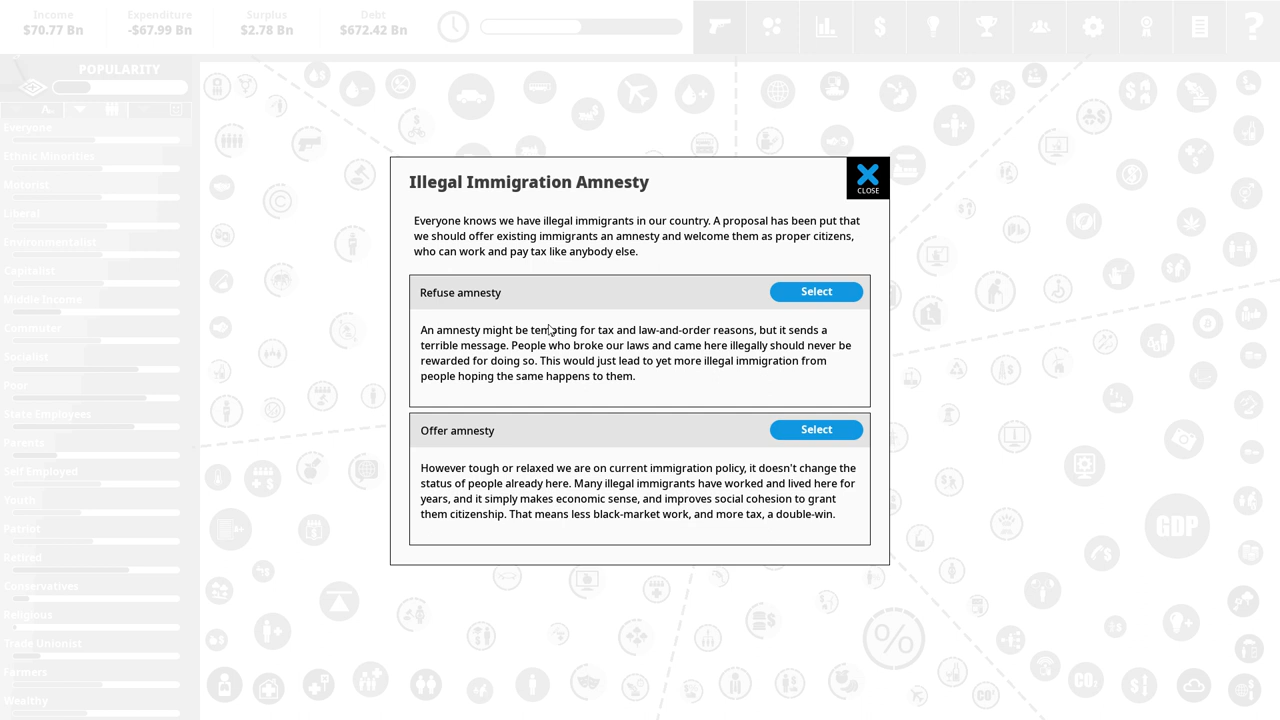 Income
Expenditure
Surplus
Debt
$70.77 Bn
-$67.99 Bn
$2.78 Bn
$672.42 Bn
POPULARITY
Everyone
Ethnic Minorities
Motorist
Liberal
Environmentalist
Capitalist
Middle Income
Commuter
Socialist
Poor
State Employees
Parents
Self Employed
Youth
Patriot
Retired
Conservatives
Religious
Trade Unionist
Farmers
Wealthy
Illegal Immigration Amnesty
CLOSE
Everyone knows we have illegal immigrants in our country. A proposal has been put that
we should offer existing immigrants an amnesty and welcome them as proper citizens,
who can work and pay tax like anybody else.
Refuse amnesty
Select
An amnesty might be tempting for tax and law-and-order reasons, but it sends a
terrible message. People who broke our laws and came here illegally should never be
rewarded for doing so. This would just lead to yet more illegal immigration from
people hoping the same happens to them.
Offer amnesty
Select
However tough or relaxed we are on current immigration policy, it doesn't change the
status of people already here. Many illegal immigrants have worked and lived here for
years, and it simply makes economic sense, and improves social cohesion to grant
them citizenship. That means less black-market work, and more tax, a double-win.
GDP
CO₂
CO²